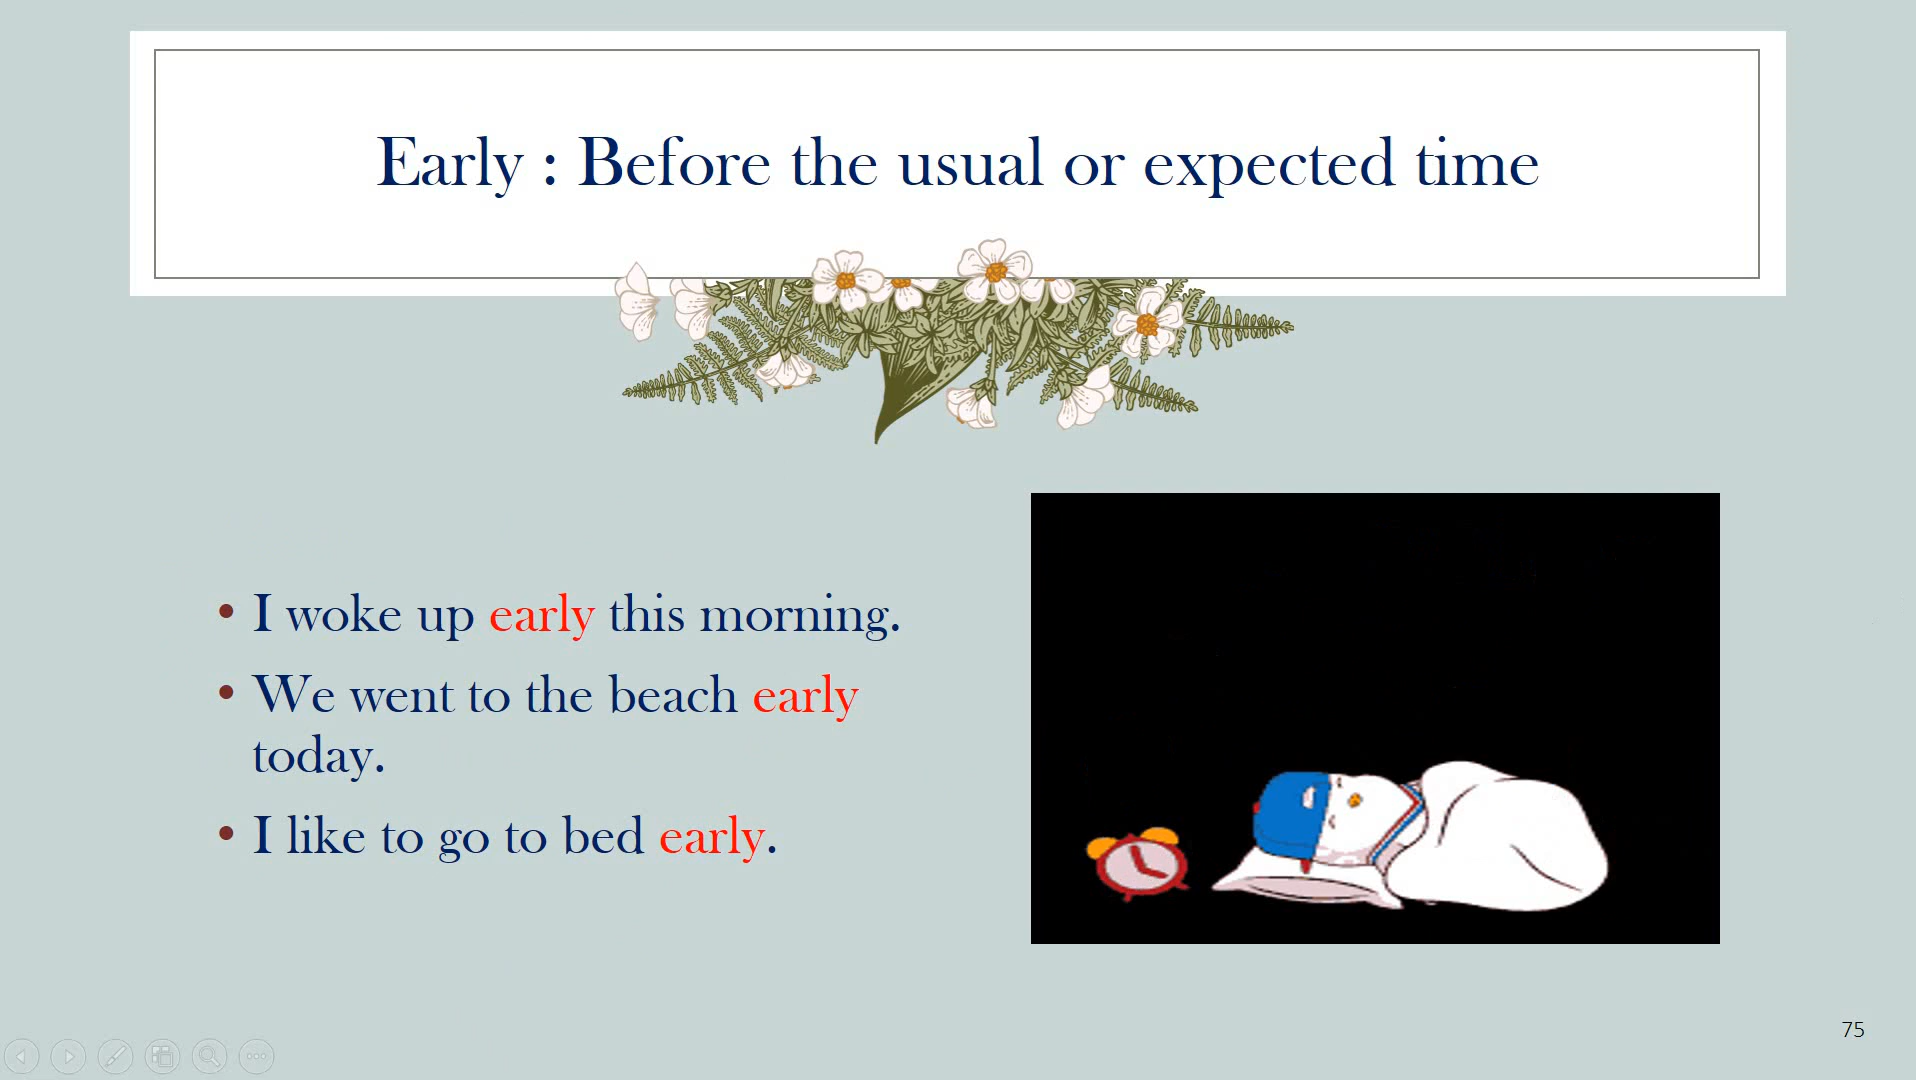 Early : Before the usual or expected time
• I woke up early this morning.
• We went to the beach early
today.
• I like to go to bed early.
75